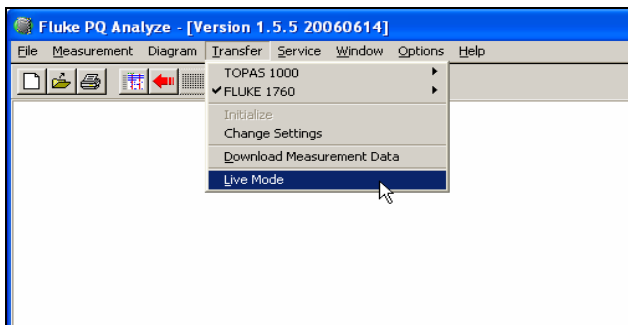 Fluke PQ Analyze - [Version 1.5.5 20060614]
File Measurement Diagram Transfer Service Window Options Help
TOPAS 1000
FLUKE 1760
Initialize
Change Settings
Download Measurement Data
Live Mode